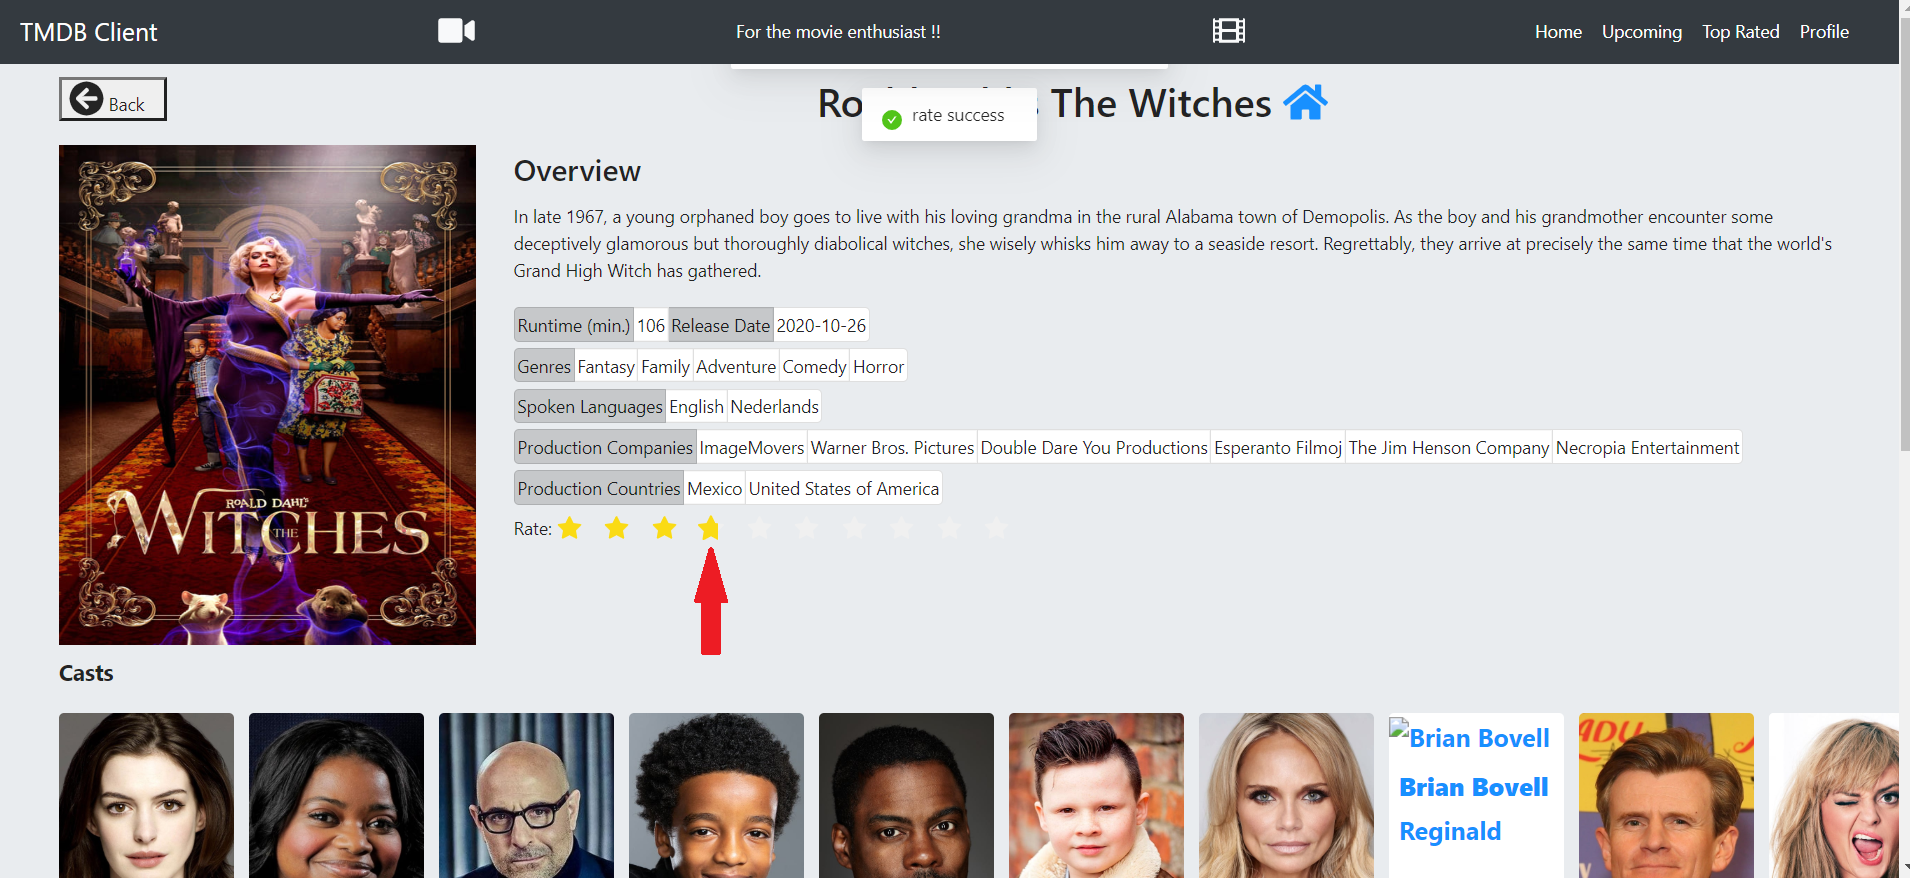 TMDB Client
For the movie enthusiast !!
Home Upcoming Top Rated Profile
Back
Ro The Witches
rate success
Overview
In late 1967, a young orphaned boy goes to live with his loving grandma in the rural Alabama town of Demopolis. As the boy and his grandmother encounter some
deceptively glamorous but thoroughly diabolical witches, she wisely whisks him away to a seaside resort. Regrettably, they arrive at precisely the same time that the world's
Grand High Witch has gathered.
Runtime (min.) 106 Release Date 2020-10-26
Genres Fantasy Family Adventure Comedy Horror
Spoken Languages English Nederlands
Production Companies ImageMovers Warner Bros. Pictures Double Dare You Productions Esperanto Filmoj The Jim Henson Company Necropia Entertainment
Production Countries Mexico United States of America
Rate:
ROALD DAHL'S
THE
WITCHES
Casts
Brian Bovell
Brian Bovell
Reginald